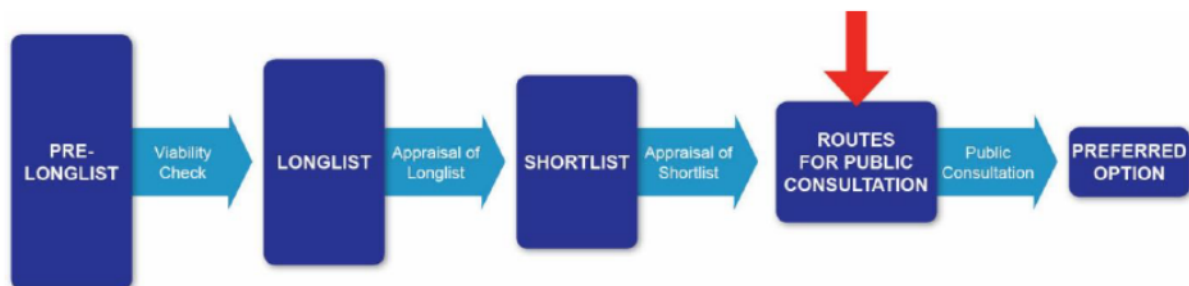 PRE-
LONGLIST
Viability
Check
LONGLIST
Appraisal of
Longlist
SHORTLIST
Appraisal of
Shortlist
ROUTES
FOR PUBLIC
CONSULTATION
Public
Consultation
PREFERRED
OPTION